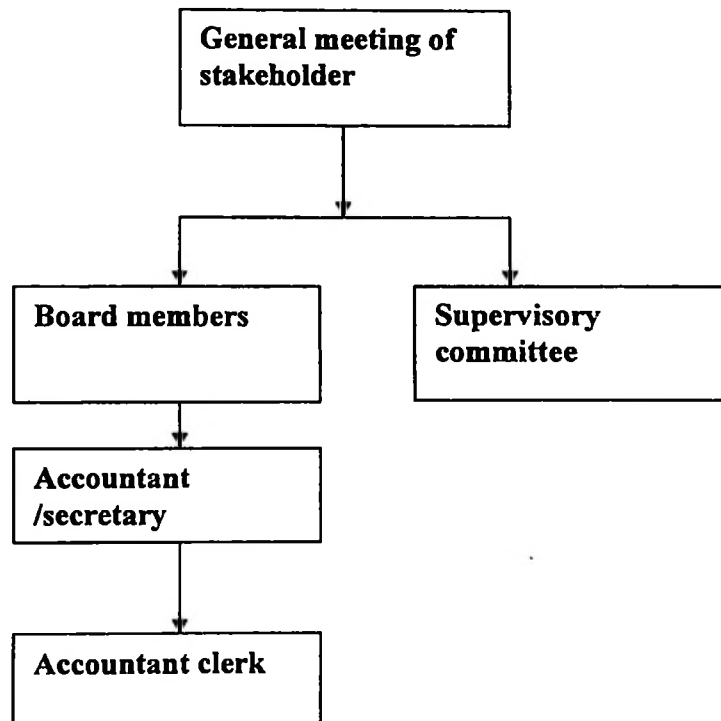 General meeting of
stakeholder
Board members
Supervisory
committee
Accountant
/secretary
Accountant clerk